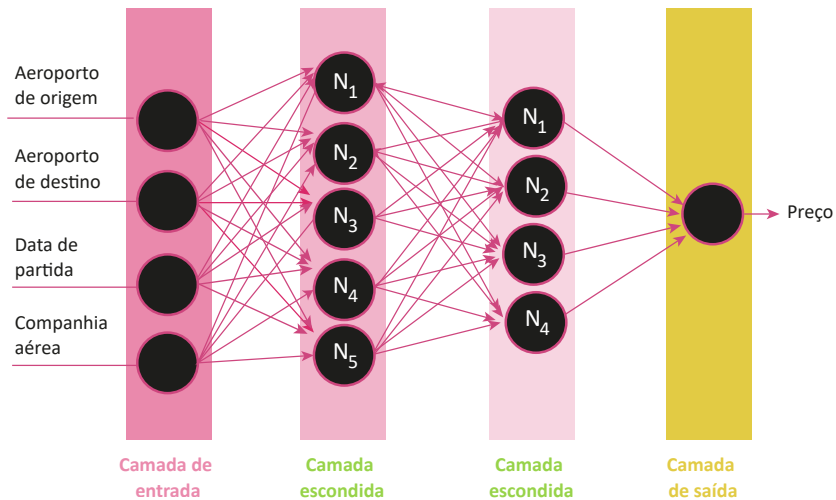 Aeroporto
de origem
Aeroporto
de destino
Data de
partida
Companhia
aérea
N1
N2
N3
N4
N5
N1
N2
N3
N4
Preço
Camada de
entrada
Camada
escondida
Camada
escondida
Camada
de saída